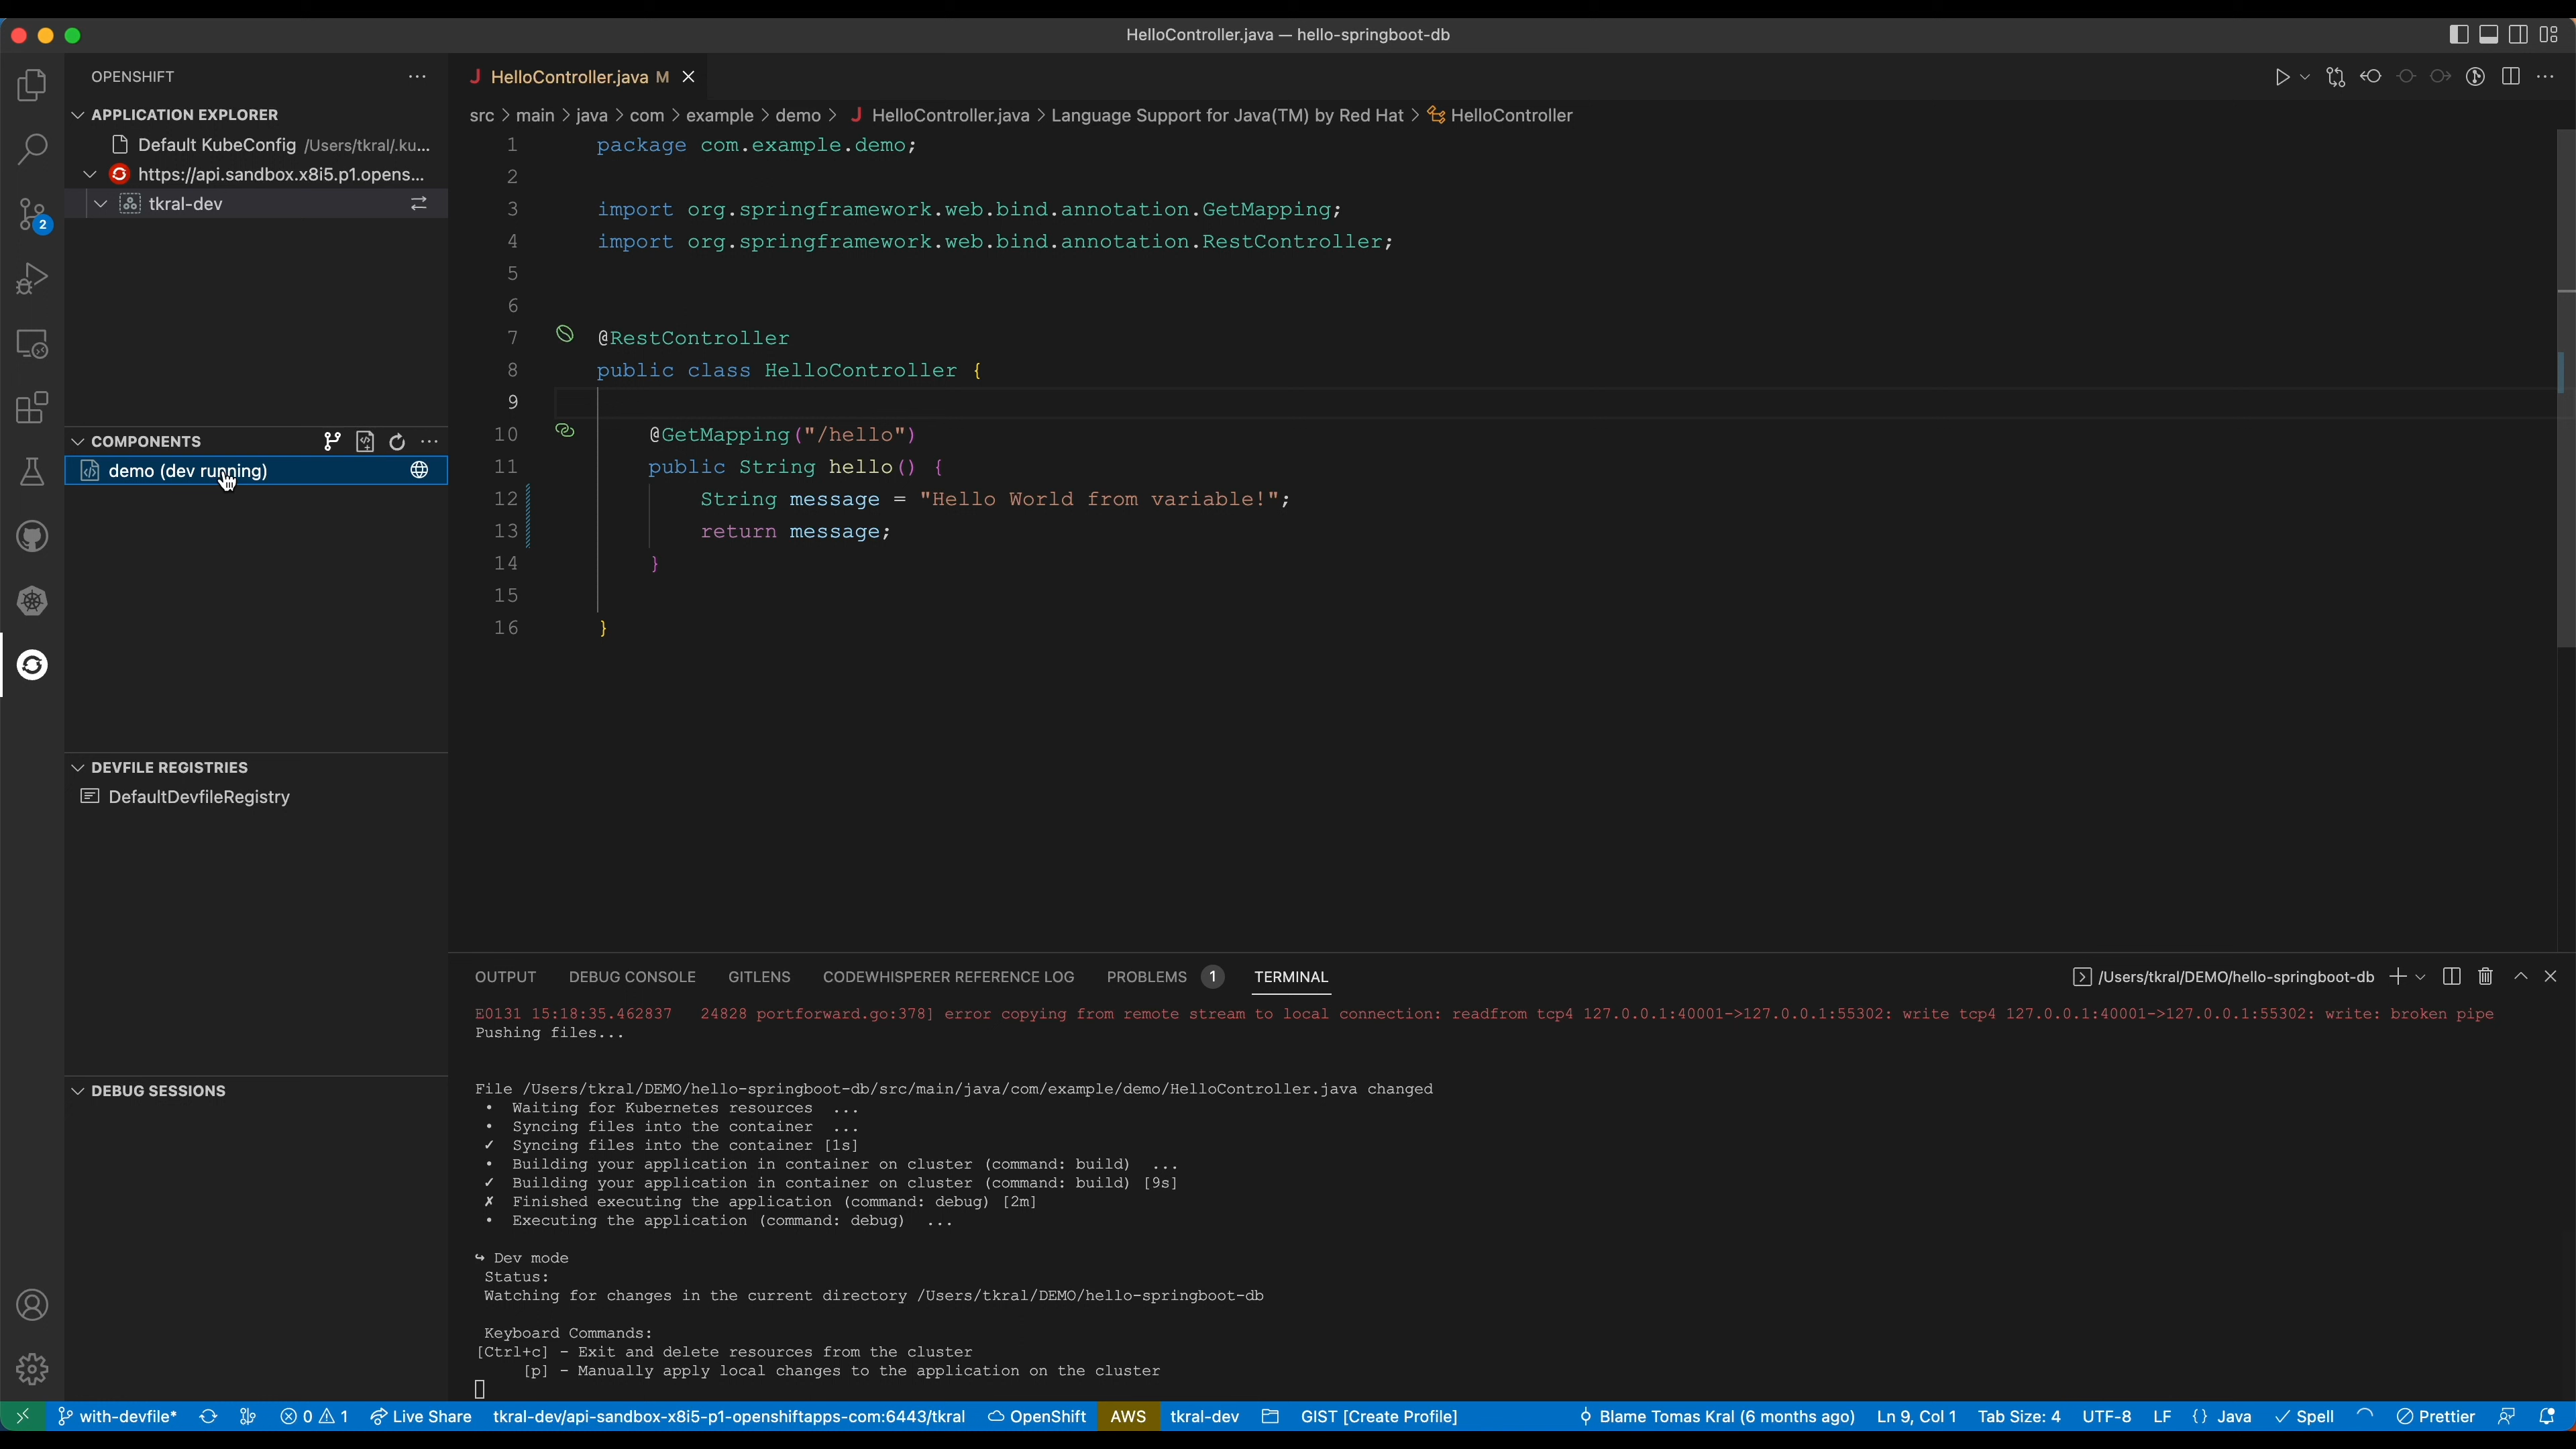 HelloController.java — hello-springboot-db
OPENSHIFT
APPLICATION EXPLORER
Default KubeConfig /Users/tkral/.ku...
https://api.sandbox.x8i5.p1.opens...
tkral-dev
2
COMPONENTS
demo (dev running)
DEVFILE REGISTRIES
DefaultDevfileRegistry
DEBUG SESSIONS
J HelloController.java M
src > main > java > com > example > demo > J HelloController.java > Language Support for Java(TM) by Red Hat > HelloController
1 package com.example.demo;
2
3 import org.springframework.web.bind.annotation.GetMapping;
4 import org.springframework.web.bind.annotation.RestController;
5
6
7 @RestController
8 public class HelloController {
9
10 @GetMapping("/hello")
11 public String hello() {
12 String message = "Hello World from variable!";
13 return message;
14 }
15
16 }
OUTPUT DEBUG CONSOLE GITLENS CODEWHISPERER REFERENCE LOG PROBLEMS 1 TERMINAL /Users/tkral/DEMO/hello-springboot-db
E0131 15:18:35.462837 24828 portforward.go:378] error copying from remote stream to local connection: readfrom tcp4 127.0.0.1:40001->127.0.0.1:55302: write tcp4 127.0.0.1:40001->127.0.0.1:55302: write: broken pipe
Pushing files...
File /Users/tkral/DEMO/hello-springboot-db/src/main/java/com/example/demo/HelloController.java changed
• Waiting for Kubernetes resources ...
• Syncing files into the container ...
✓ Syncing files into the container [1s]
• Building your application in container on cluster (command: build) ...
✓ Building your application in container on cluster (command: build) [9s]
✗ Finished executing the application (command: debug) [2m]
• Executing the application (command: debug) ...
↪ Dev mode
Status:
Watching for changes in the current directory /Users/tkral/DEMO/hello-springboot-db
Keyboard Commands:
[Ctrl+c] - Exit and delete resources from the cluster
[p] - Manually apply local changes to the application on the cluster
with-devfile* 0 1 Live Share tkral-dev/api-sandbox-x8i5-p1-openshiftapps-com:6443/tkral OpenShift AWS tkral-dev GIST [Create Profile] Blame Tomas Kral (6 months ago) Ln 9, Col 1 Tab Size: 4 UTF-8 LF {} Java ✓ Spell Prettier